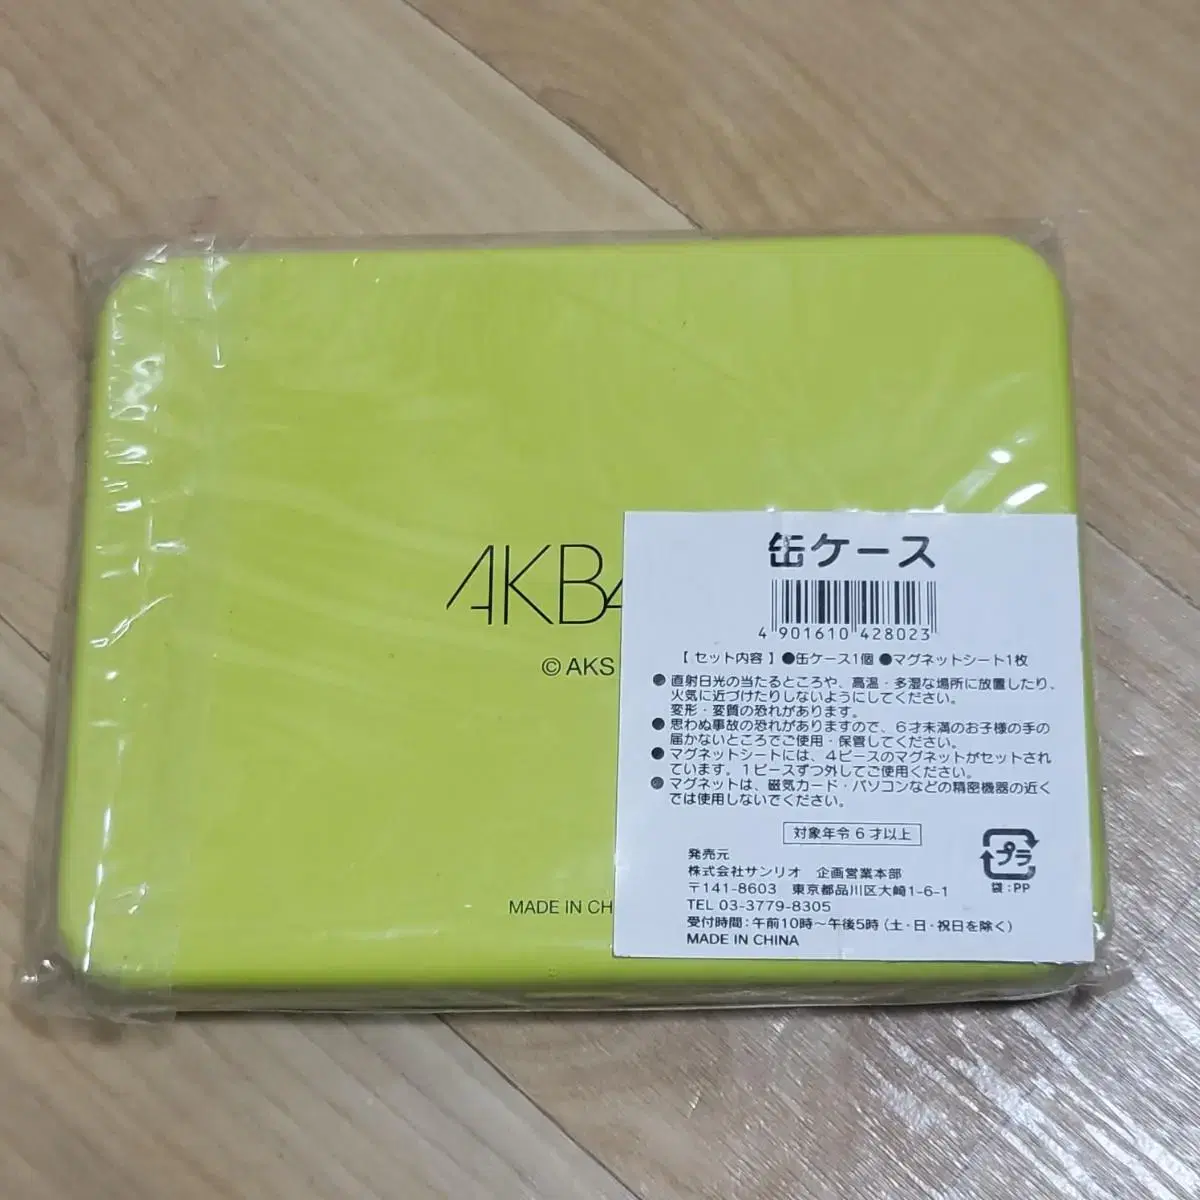 缶ケース
4 901610 428023
【 セット内容 】 ●缶ケース1個 ●マグネットシート1枚
● 直射日光の当たるところや、高温・多湿な場所に放置したり、
火気に近づけたりしないようにしてください。
変形・変質の恐れがあります。
● 思わぬ事故の恐れがありますので、6才未満のお子様の手の
届かないところでご使用・保管してください。
● マグネットシートには、4ピースのマグネットがセットされ
ています。1ピースずつ外してご使用ください。
● マグネットは、磁気カード・パソコンなどの精密機器の近く
では使用しないでください。
対象年令 6 才以上
発売元
株式会社サンリオ 企画営業本部
〒141-8603 東京都品川区大崎1-6-1
TEL 03-3779-8305
受付時間：午前10時～午後5時（土・日・祝日を除く）
MADE IN CHINA
プラ
袋：PP
AKB
© AKS
MADE IN CH